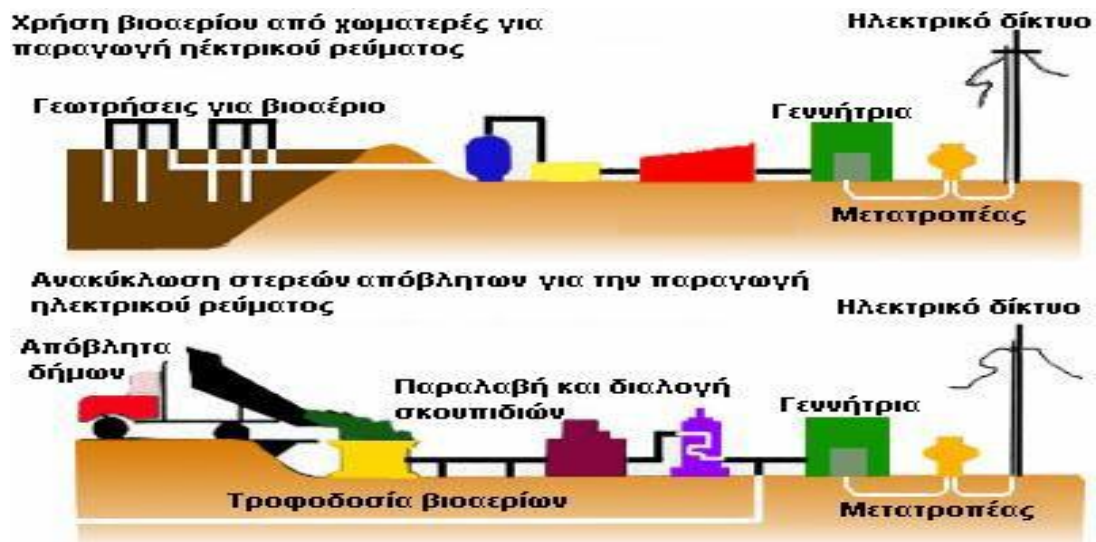 Χρήση βιοαερίου από χωματερές για
παραγωγή ηέκτρικού ρεύματος
Ηλεκτρικό δίκτυο
Γεωτρήσεις για βιοαέριο
Γεννήτρια
Μετατροπέας
Ανακύκλωση στερεών απόβλητων για την παραγωγή
ηλεκτρικού ρεύματος
Ηλεκτρικό δίκτυο
Απόβλητα
δήμων
Παραλαβή και διαλογή
σκουπιδιών
Γεννήτρια
Τροφοδοσία βιοαερίων
Μετατροπέας